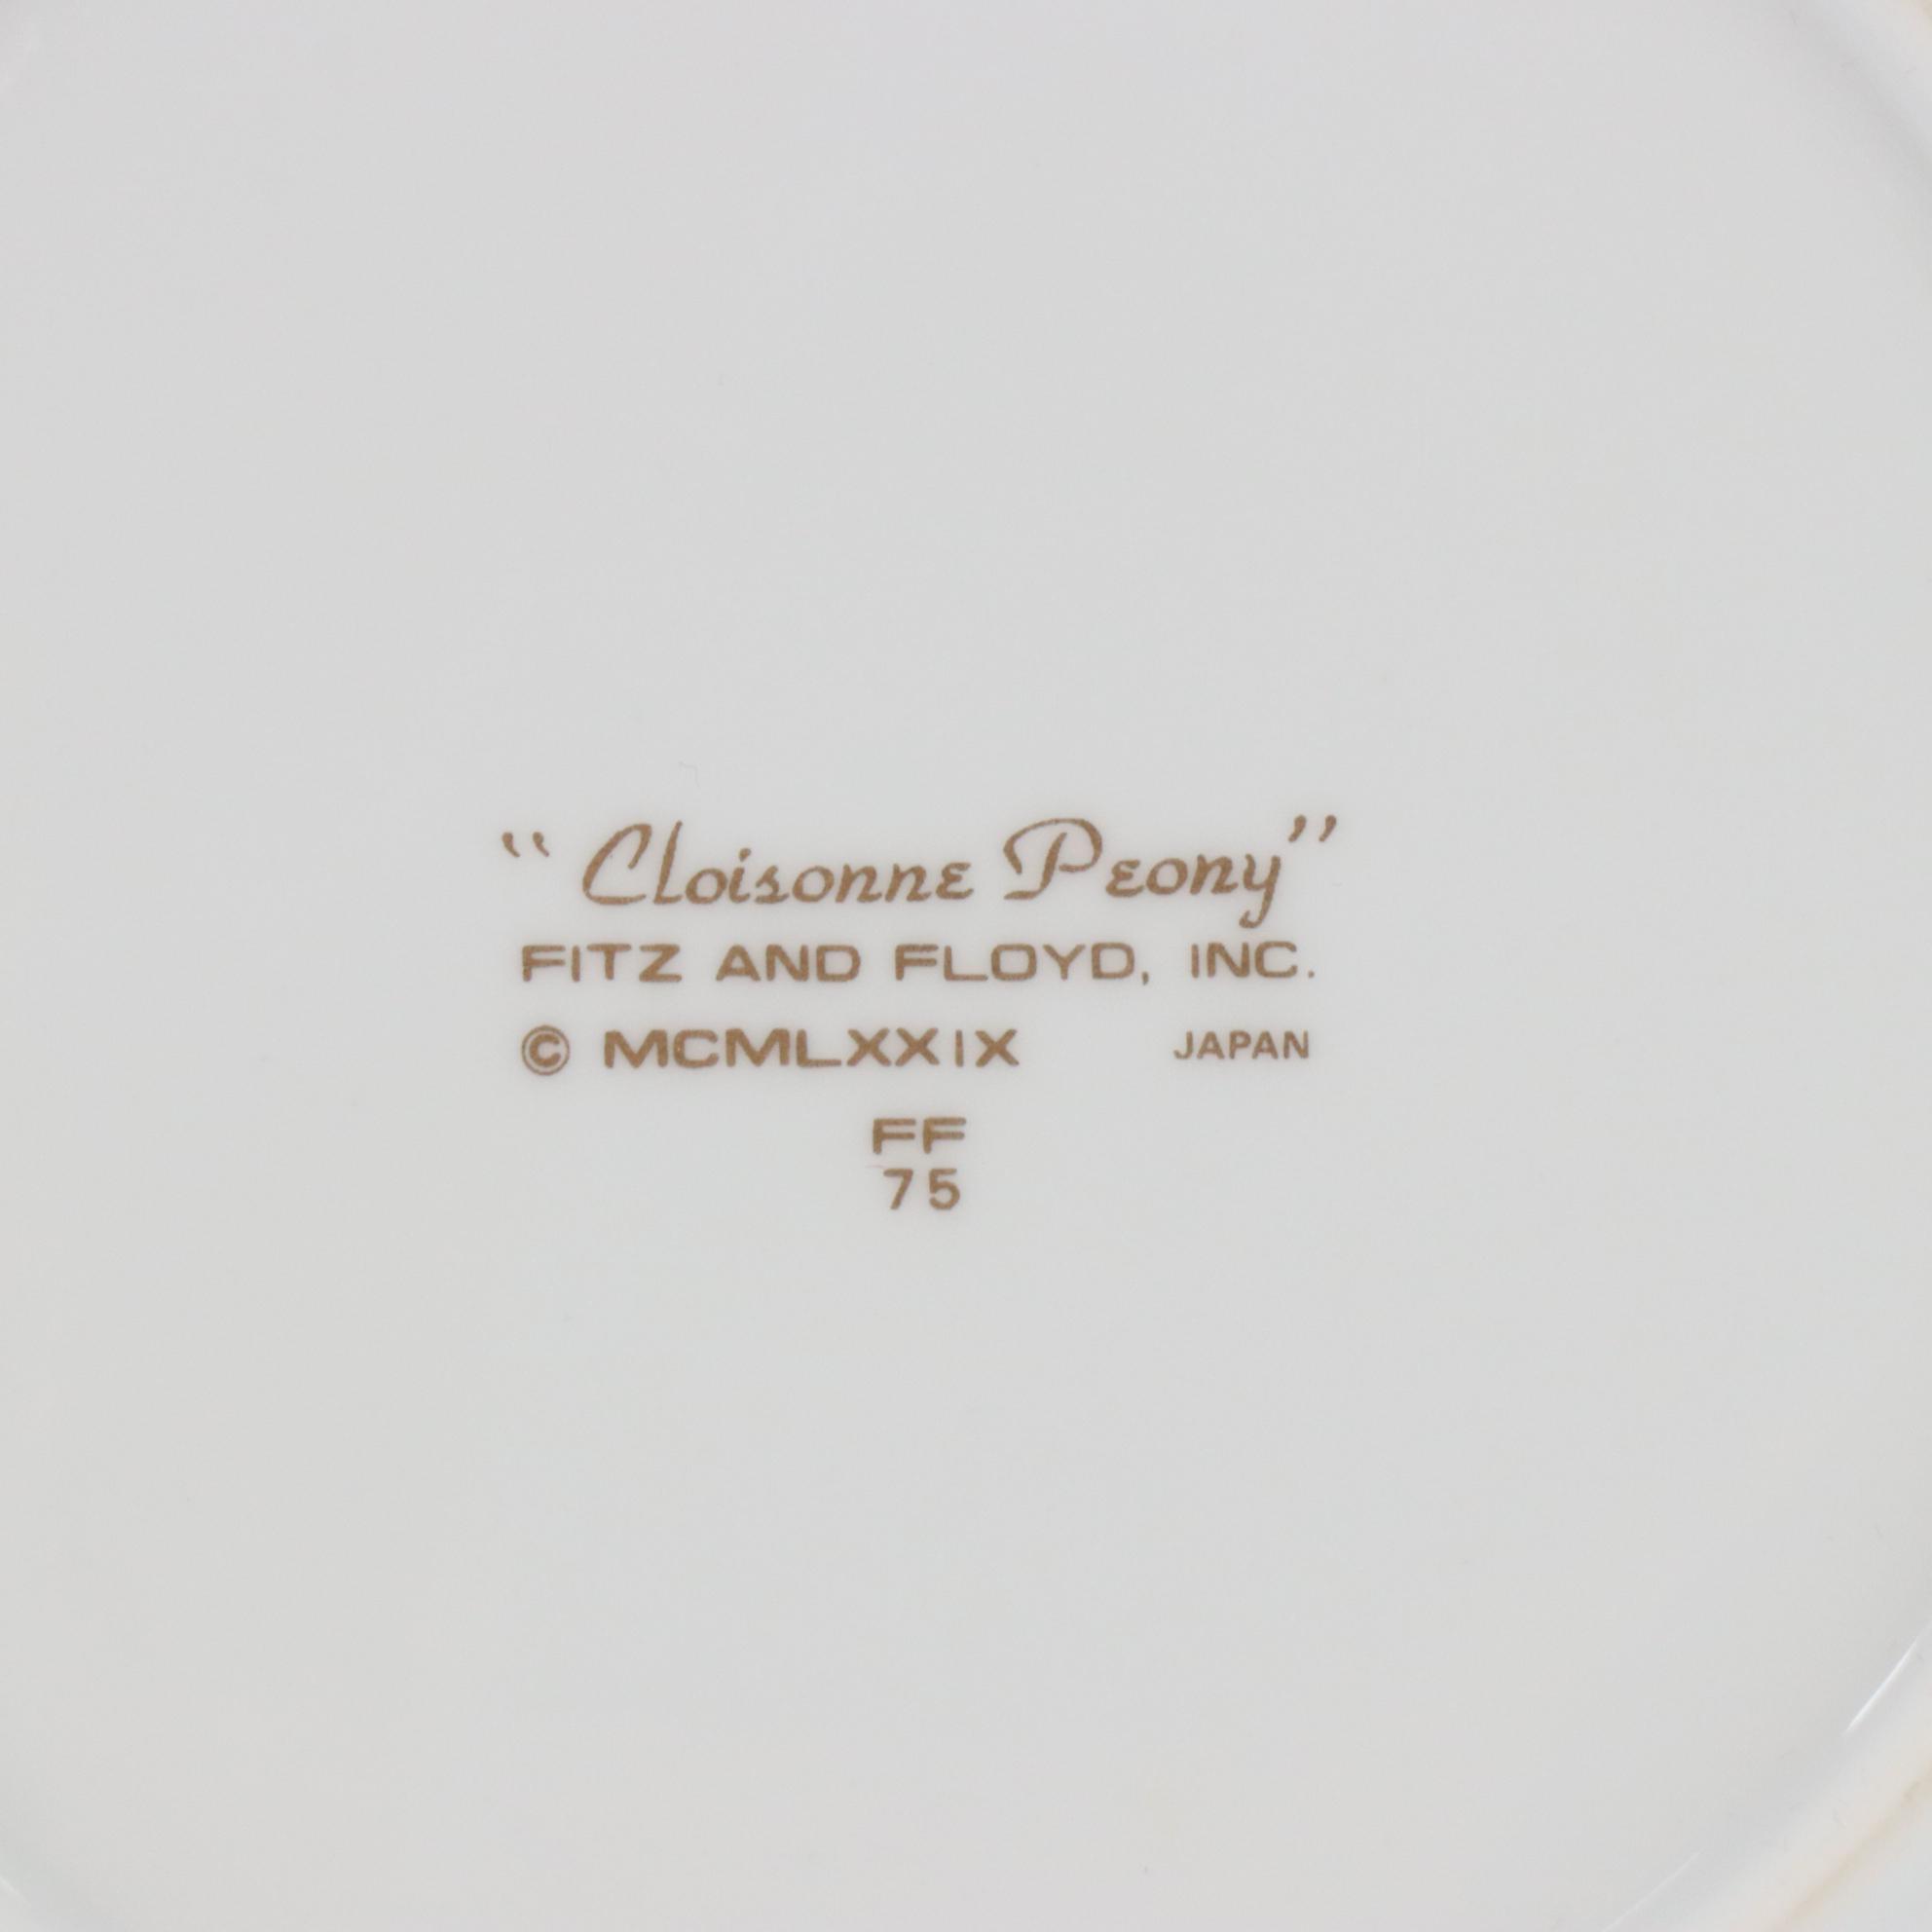 “Cloisonne Peony”
FITZ AND FLOYD, INC.
© MCMLXXIX JAPAN
FF
75